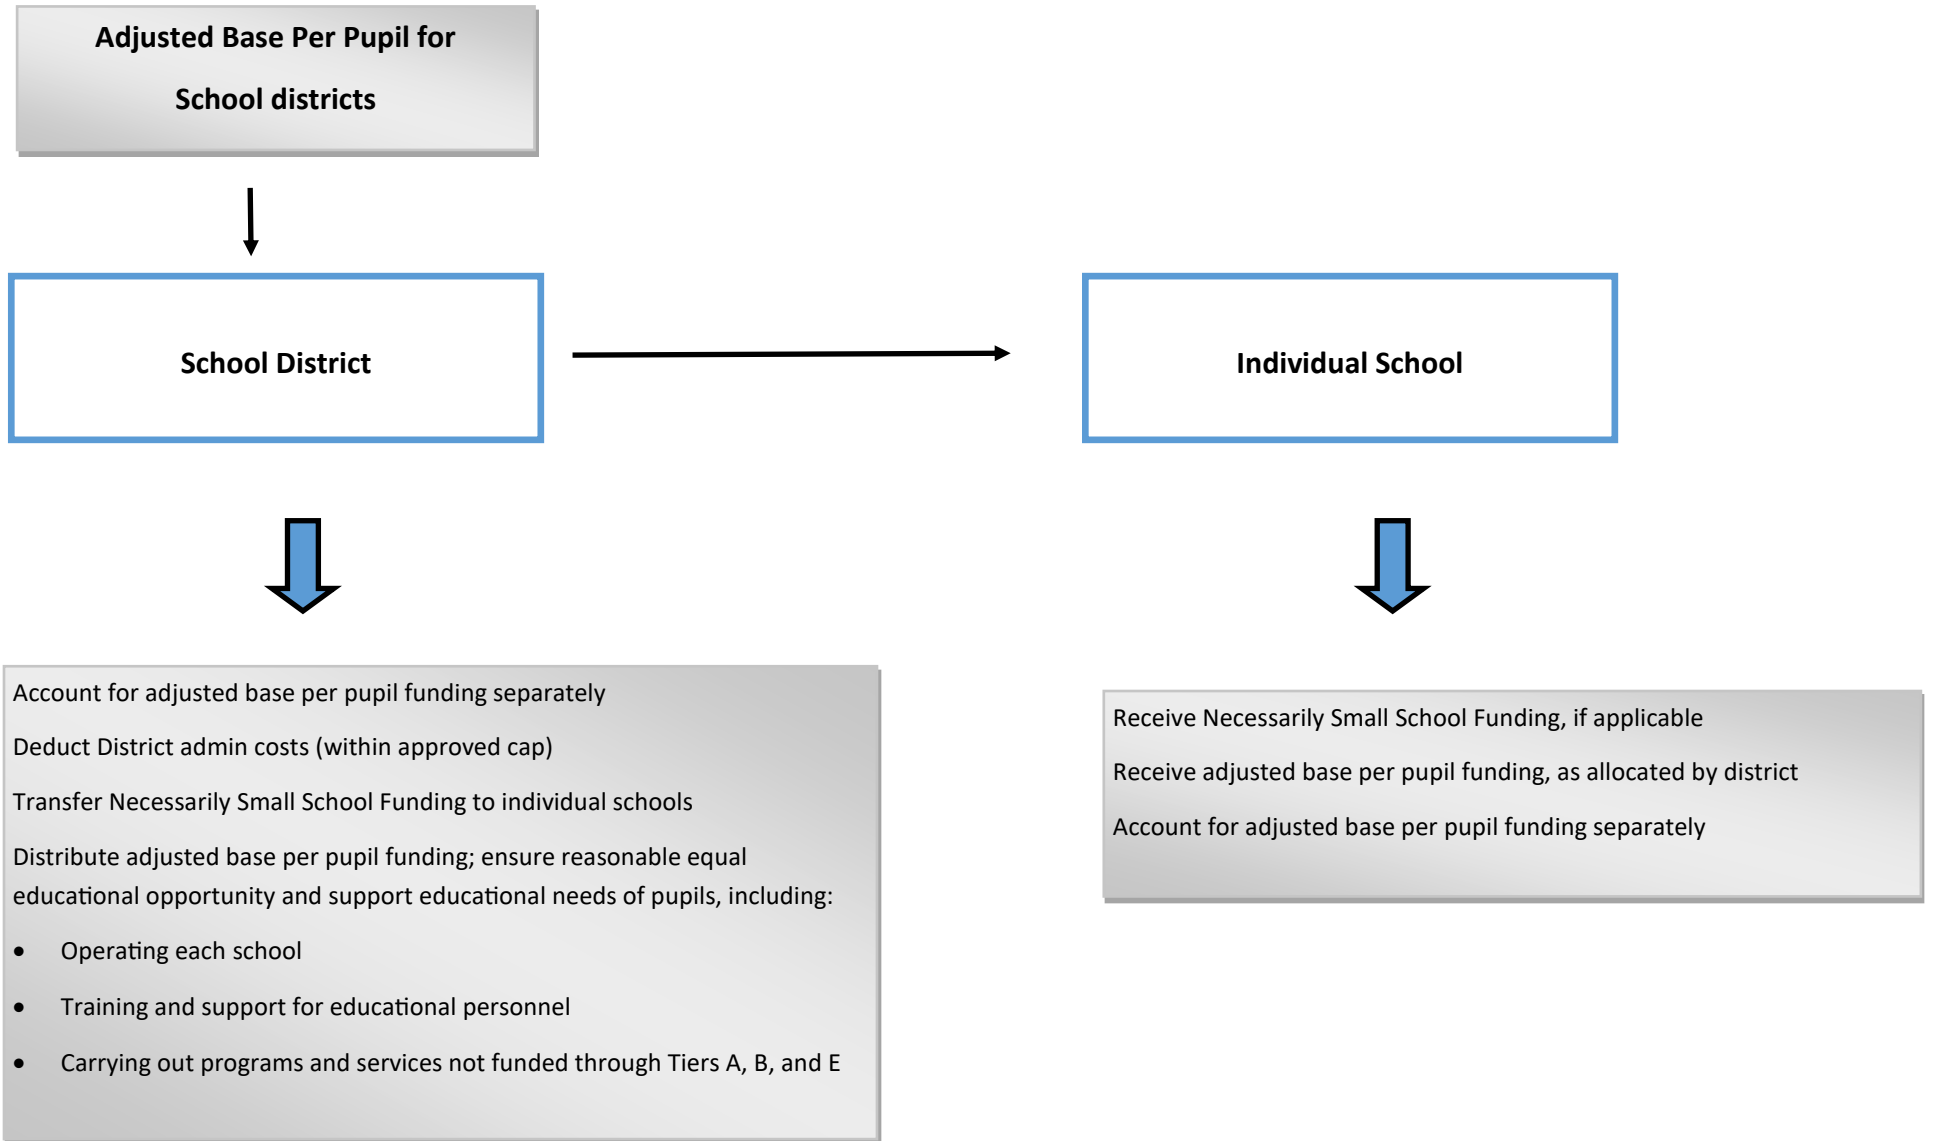 Adjusted Base Per Pupil for
School districts
School District
Individual School
Account for adjusted base per pupil funding separately
Deduct District admin costs (within approved cap)
Transfer Necessarily Small School Funding to individual schools
Distribute adjusted base per pupil funding; ensure reasonable equal
educational opportunity and support educational needs of pupils, including:
• Operating each school
• Training and support for educational personnel
• Carrying out programs and services not funded through Tiers A, B, and E
Receive Necessarily Small School Funding, if applicable
Receive adjusted base per pupil funding, as allocated by district
Account for adjusted base per pupil funding separately